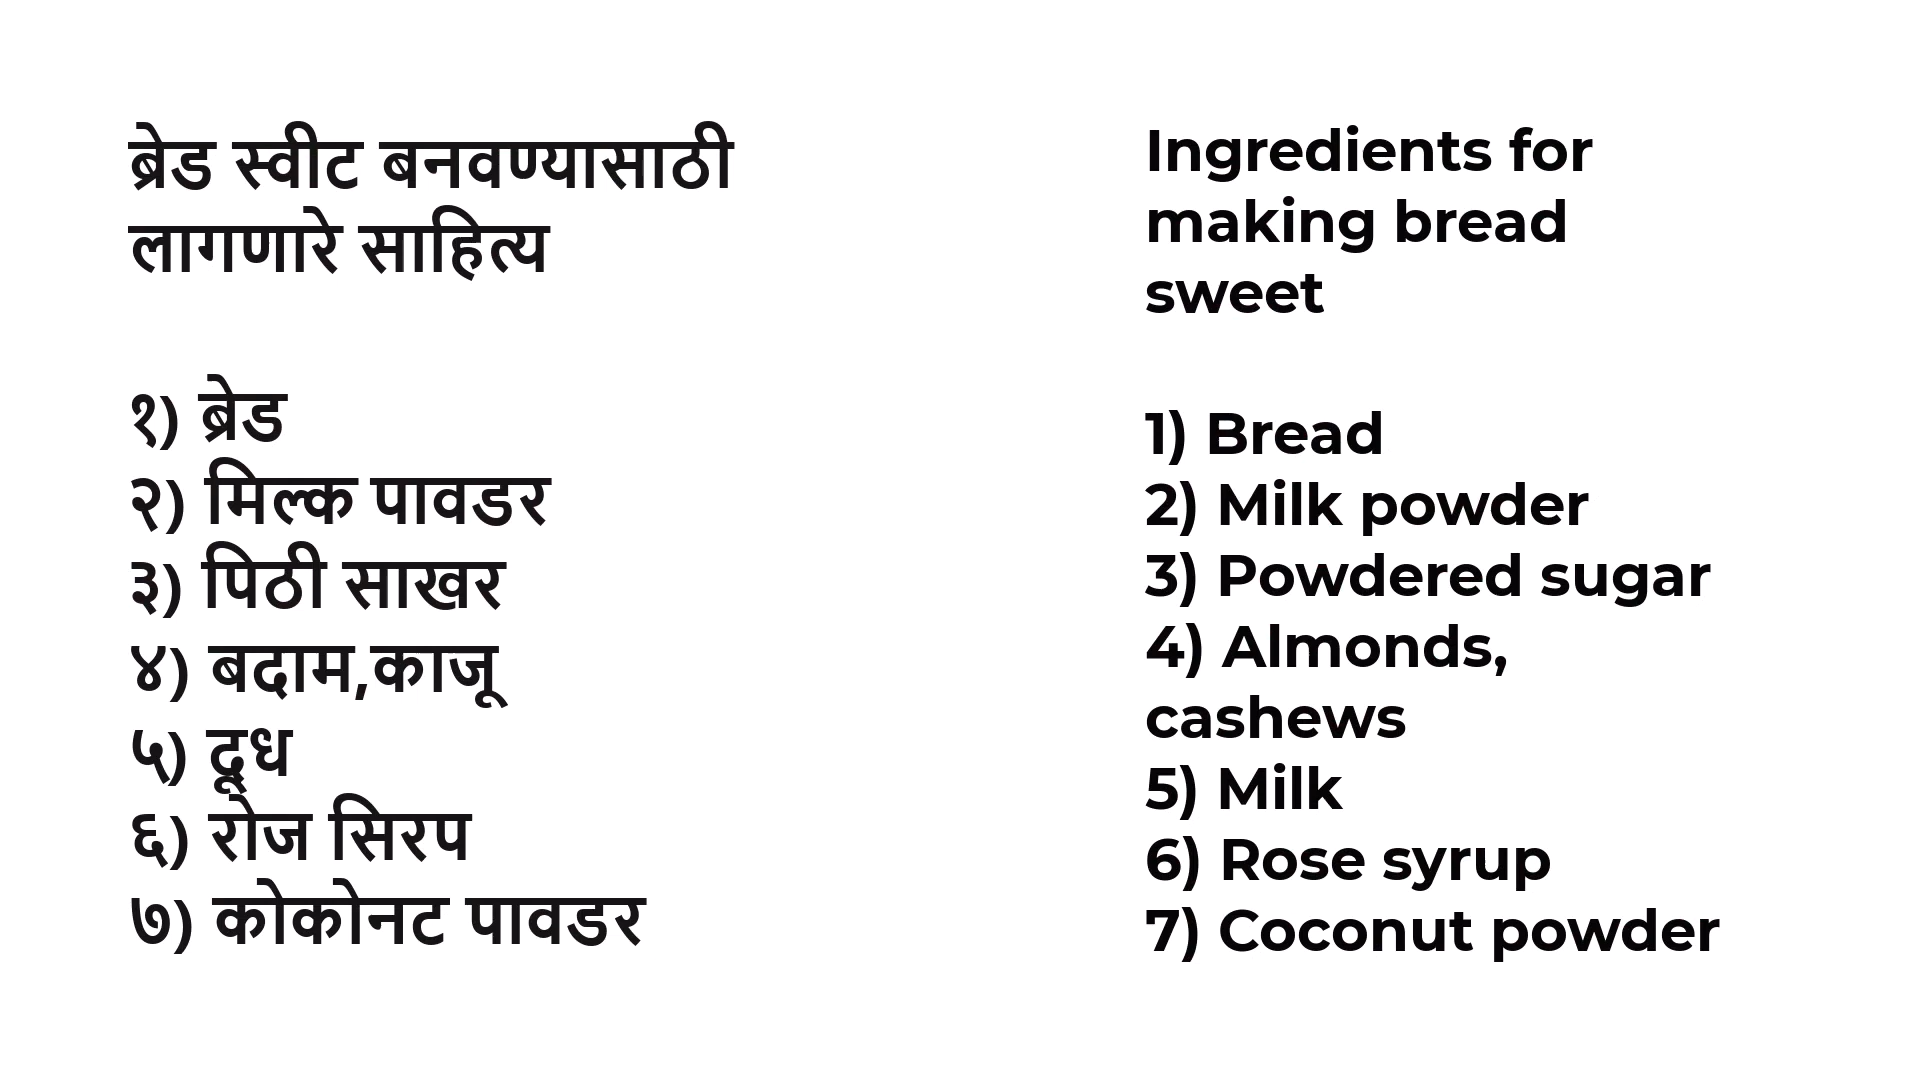 ब्रेड स्वीट बनवण्यासाठी
लागणारे साहित्य
१) ब्रेड
२) मिल्क पावडर
३) पिठी साखर
४) बदाम,काजू
५) दूध
६) रोज सिरप
७) कोकोनट पावडर
Ingredients for
making bread
sweet
1) Bread
2) Milk powder
3) Powdered sugar
4) Almonds,
cashews
5) Milk
6) Rose syrup
7) Coconut powder